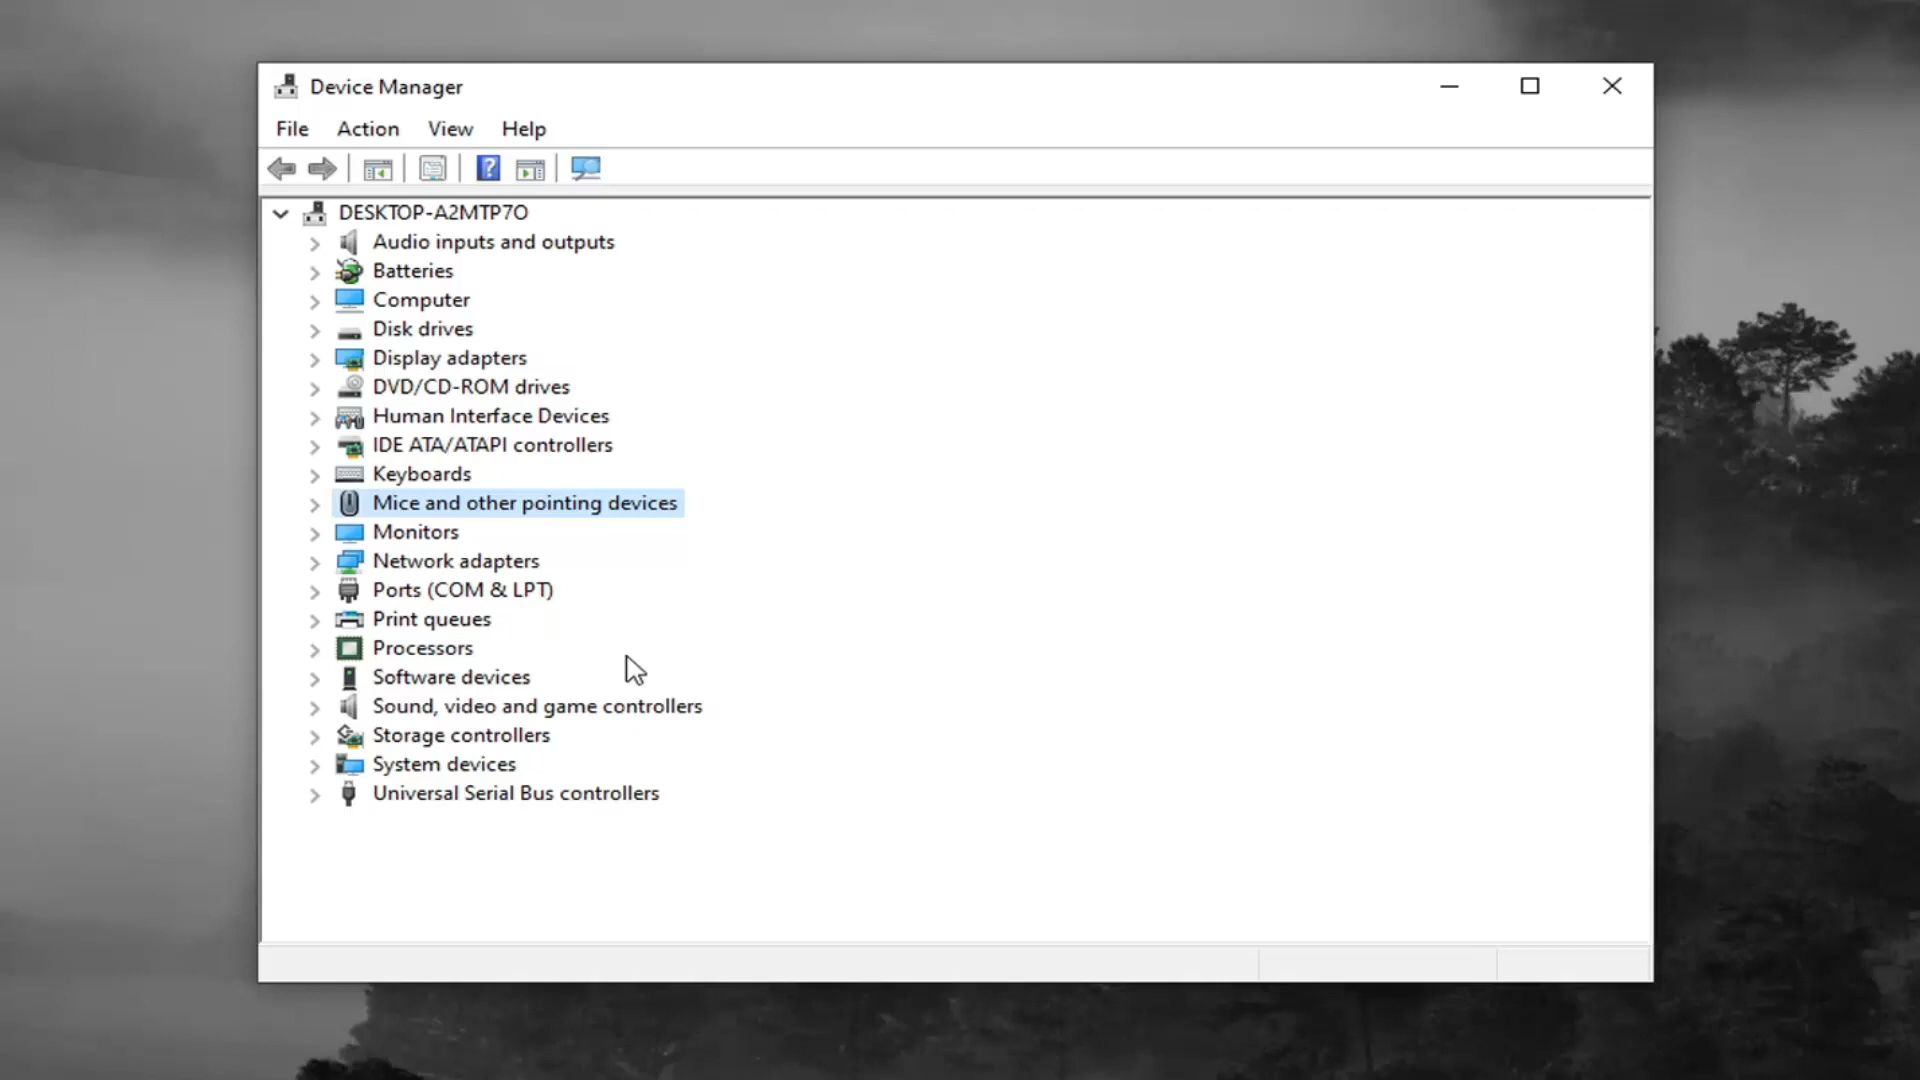 Device Manager
File Action View Help
DESKTOP-A2MTP7O
Audio inputs and outputs
Batteries
Computer
Disk drives
Display adapters
DVD/CD-ROM drives
Human Interface Devices
IDE ATA/ATAPI controllers
Keyboards
Mice and other pointing devices
Monitors
Network adapters
Ports (COM & LPT)
Print queues
Processors
Software devices
Sound, video and game controllers
Storage controllers
System devices
Universal Serial Bus controllers